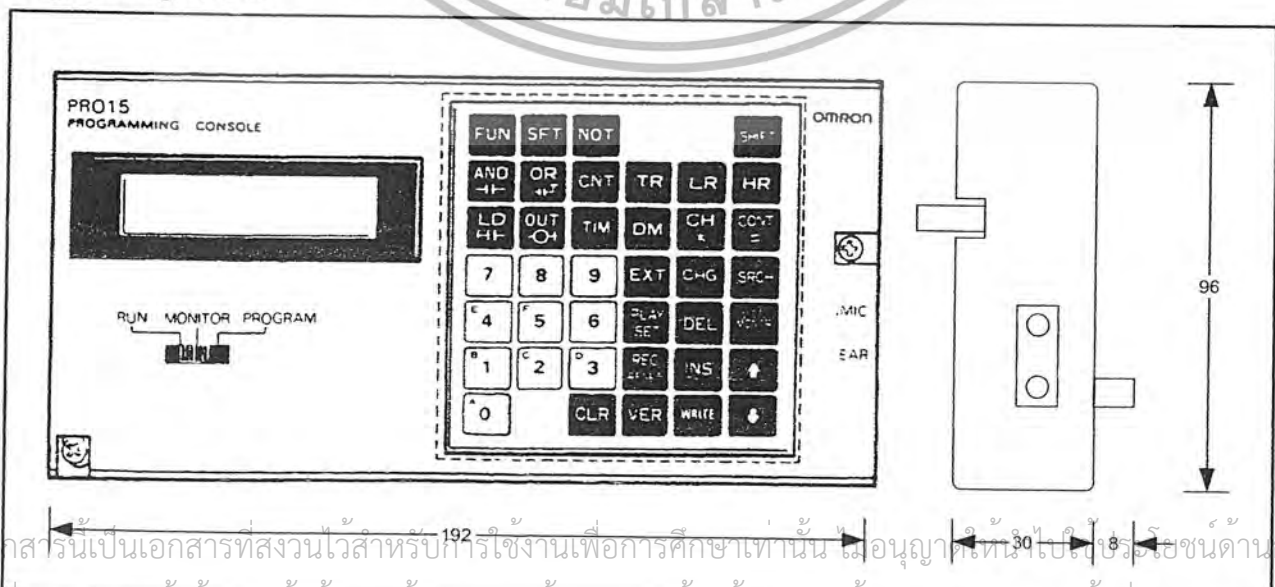 PRO15
PROGRAMMING CONSOLE
OMRON
FUN SFT NOT SHIFT
AND OR CNT TR LR HR
LD OUT TIM DM CH * CONT =
7 8 9 EXT CHG SRCH
E 4 F 5 6 PLAY SET DEL
B 1 C 2 D 3 REC INS
A 0 CLR VER WRITE
RUN MONITOR PROGRAM
MIC
EAR
96
192
30
8
กสารนี้เป็นเอกสารที่สงวนไว้สำหรับการใช้งานเพื่อการศึกษาเท่านั้น ไม่อนุญาตให้นำไปใช้ประโยชน์ด้าน